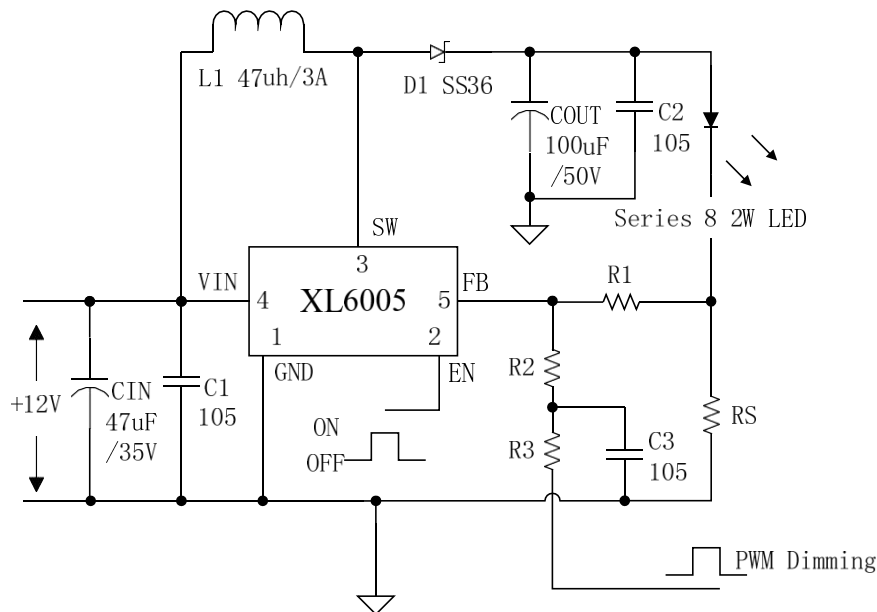 L1 47uh/3A
D1 SS36
COUT
100uF
/50V
C2
105
Series 8 2W LED
SW
3
VIN
4
XL6005
5
FB
1
2
GND
EN
R1
R2
R3
RS
+12V
CIN
47uF
/35V
C1
105
ON
OFF
C3
105
PWM Dimming